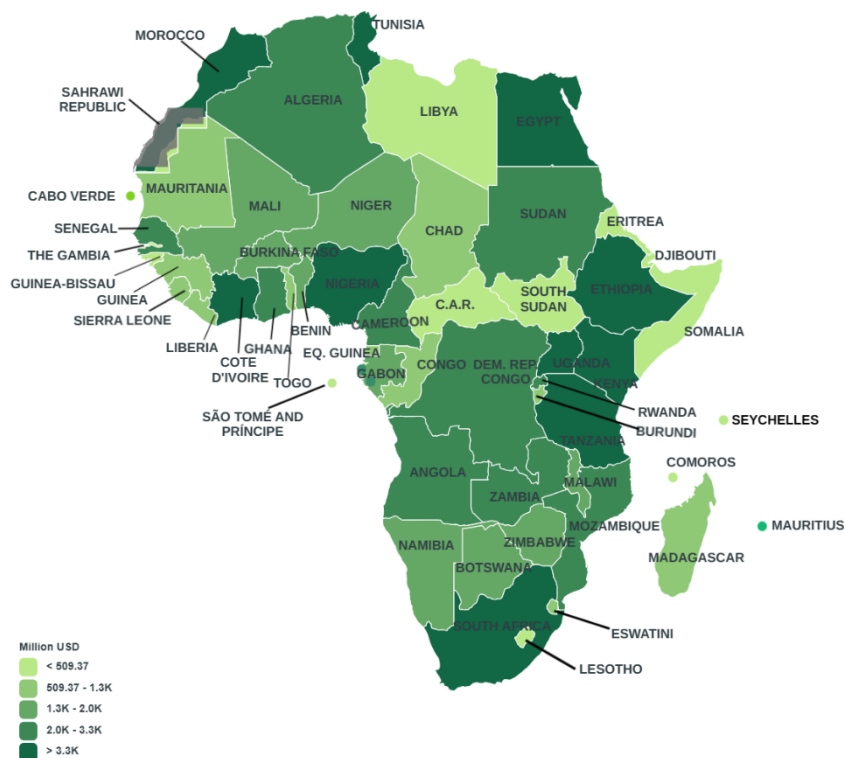 TUNISIA
MOROCCO
SAHRAWI
REPUBLIC
ALGERIA
LIBYA
EGYPT
MAURITANIA
CABO VERDE
MALI
NIGER
CHAD
SUDAN
ERITREA
SENEGAL
THE GAMBIA
DJIBOUTI
BURKINA FASO
GUINEA-BISSAU
NIGERIA
SOUTH
SUDAN
ETHIOPIA
GUINEA
SIERRA LEONE
C.A.R.
CAMEROON
SOMALIA
LIBERIA
COTE
D'IVOIRE
GHANA
BENIN
TOGO
EQ. GUINEA
GABON
CONGO
DEM. REP.
CONGO
UGANDA
KENYA
SÃO TOMÉ AND
PRÍNCIPE
RWANDA
BURUNDI
SEYCHELLES
TANZANIA
COMOROS
ANGOLA
MALAWI
ZAMBIA
MOZAMBIQUE
MAURITIUS
NAMIBIA
ZIMBABWE
BOTSWANA
MADAGASCAR
SOUTH AFRICA
ESWATINI
LESOTHO
Million USD
< 509.37
509.37 - 1.3K
1.3K - 2.0K
2.0K - 3.3K
> 3.3K